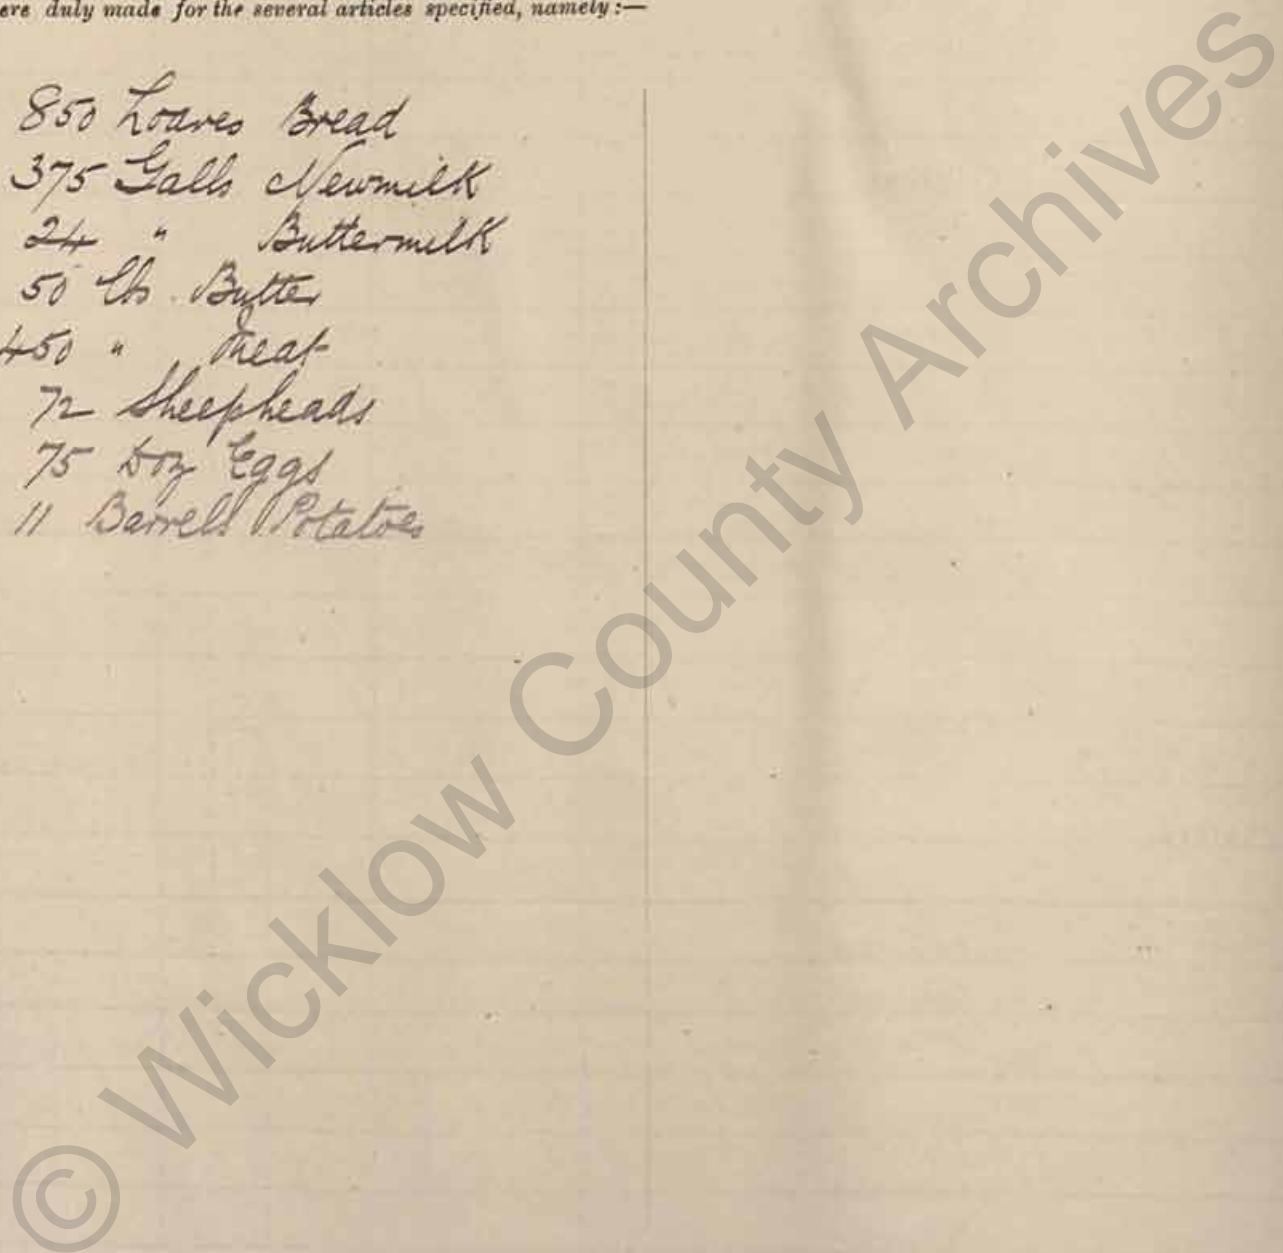 ere duly made for the several articles specified, namely :—
850 Loaves Bread
375 Galls Newmilk
24 " Buttermilk
50 lbs Butter
450 " Meat
72 Sheepheads
75 Doz Eggs
11 Barrels Potatoes
© Wicklow County Archives